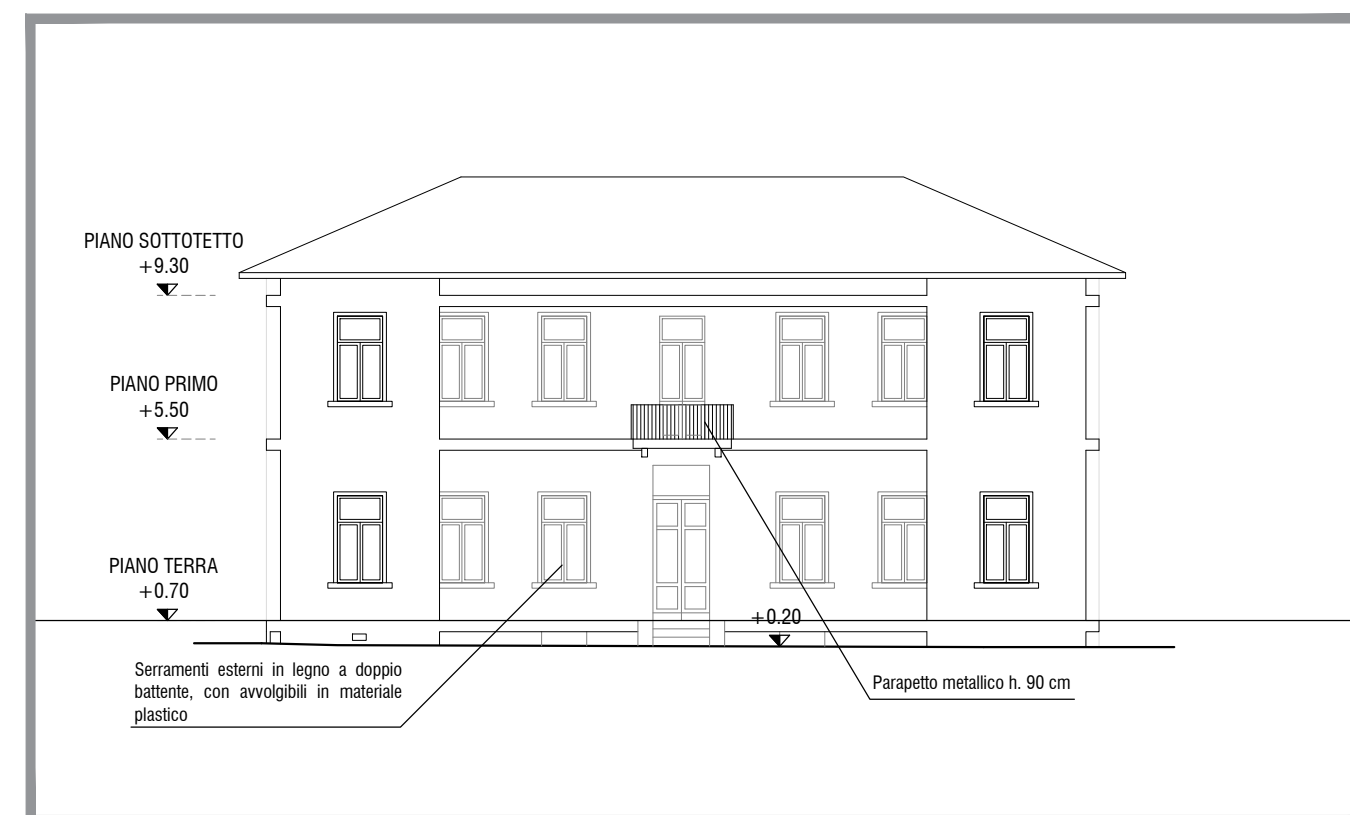 PIANO SOTTOTETTO
+9.30
PIANO PRIMO
+5.50
PIANO TERRA
+0.70
+0.20
Serramenti esterni in legno a doppio
battente, con avvolgibili in materiale
plastico
Parapetto metallico h. 90 cm